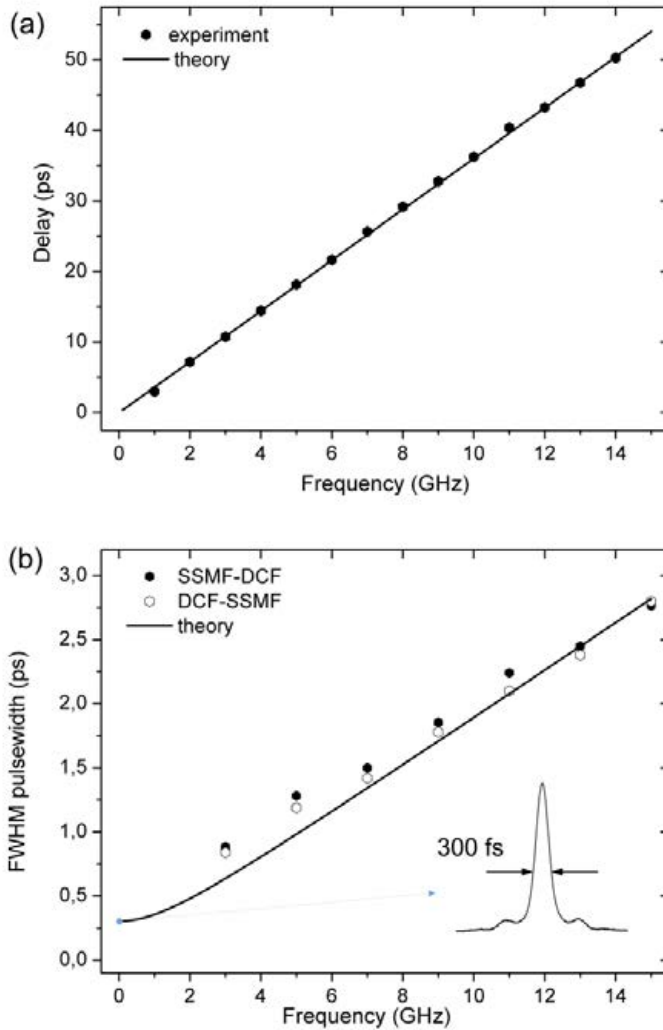 (a)
experiment
theory
50
40
30
20
10
0
Delay (ps)
0 2 4 6 8 10 12 14
Frequency (GHz)
(b)
3,0
2,5
2,0
1,5
1,0
0,5
0,0
FWHM pulsewidth (ps)
SSMF-DCF
DCF-SSMF
theory
300 fs
0 2 4 6 8 10 12 14
Frequency (GHz)